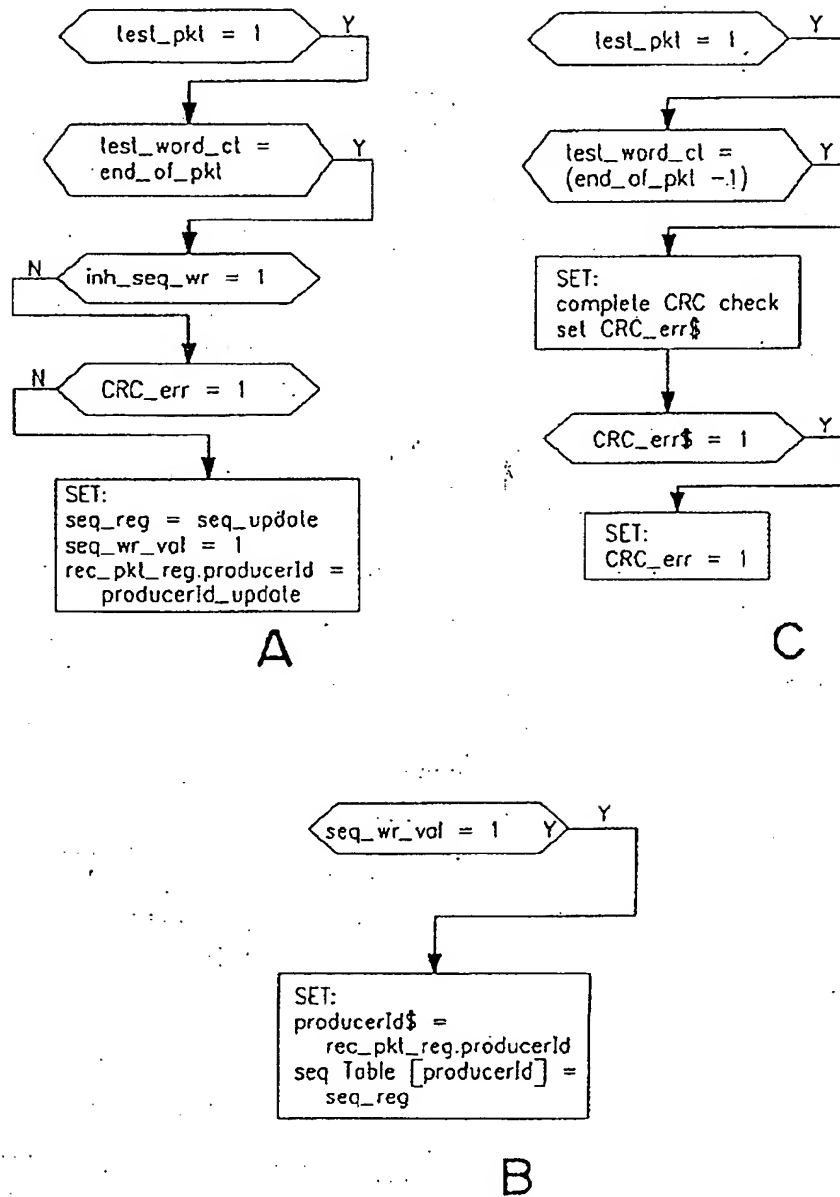 test_pkt = 1
Y
test_word_ct =
end_of_pkt
Y
inh_seq_wr = 1
N
CRC_err = 1
N
SET:
seq_reg = seq_update
seq_wr_val = 1
rec_pkt_reg.producerId =
producerId_update
A
test_pkt = 1
Y
test_word_ct =
(end_of_pkt -1)
Y
SET:
complete CRC check
set CRC_err$
CRC_err$ = 1
Y
SET:
CRC_err = 1
C
seq_wr_val = 1 Y
Y
SET:
producerId$ =
rec_pkt_reg.producerId
seq Table [producerId] =
seq_reg
B